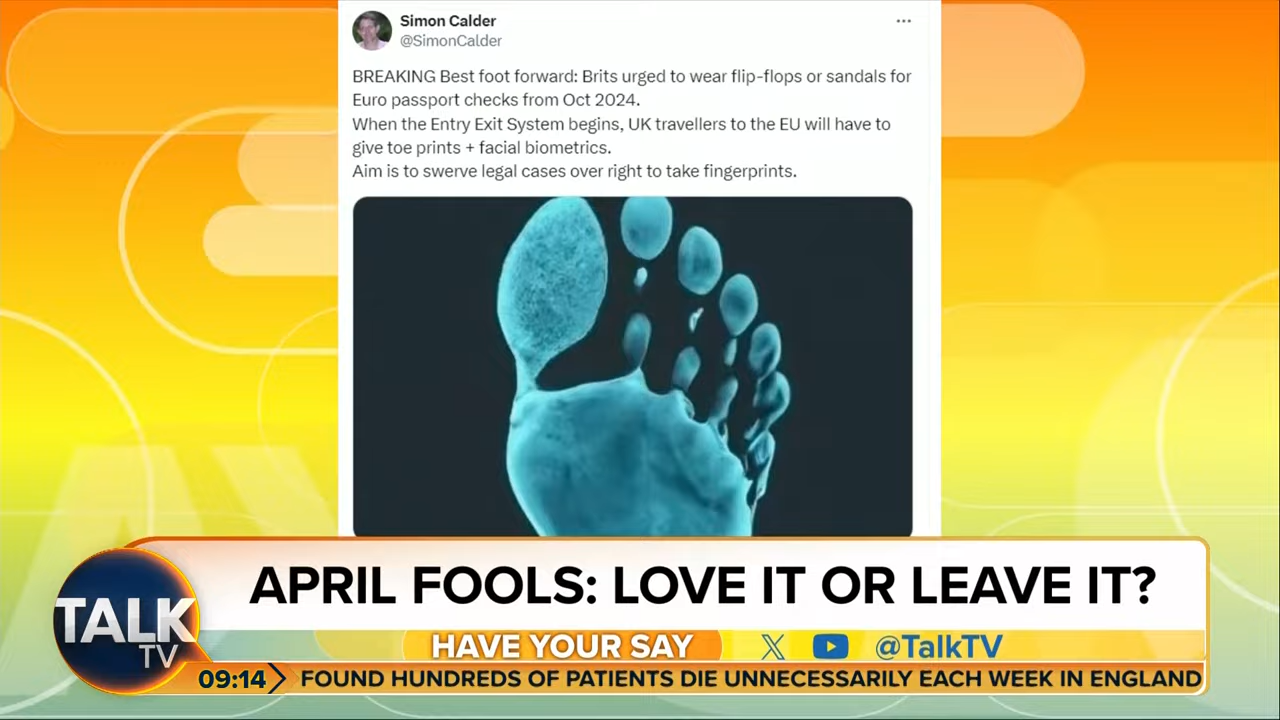 Simon Calder
@SimonCalder
BREAKING Best foot forward: Brits urged to wear flip-flops or sandals for
Euro passport checks from Oct 2024.
When the Entry Exit System begins, UK travellers to the EU will have to
give toe prints + facial biometrics.
Aim is to swerve legal cases over right to take fingerprints.
APRIL FOOLS: LOVE IT OR LEAVE IT?
TALK
TV
HAVE YOUR SAY
@TalkTV
09:14
FOUND HUNDREDS OF PATIENTS DIE UNNECESSARILY EACH WEEK IN ENGLAND